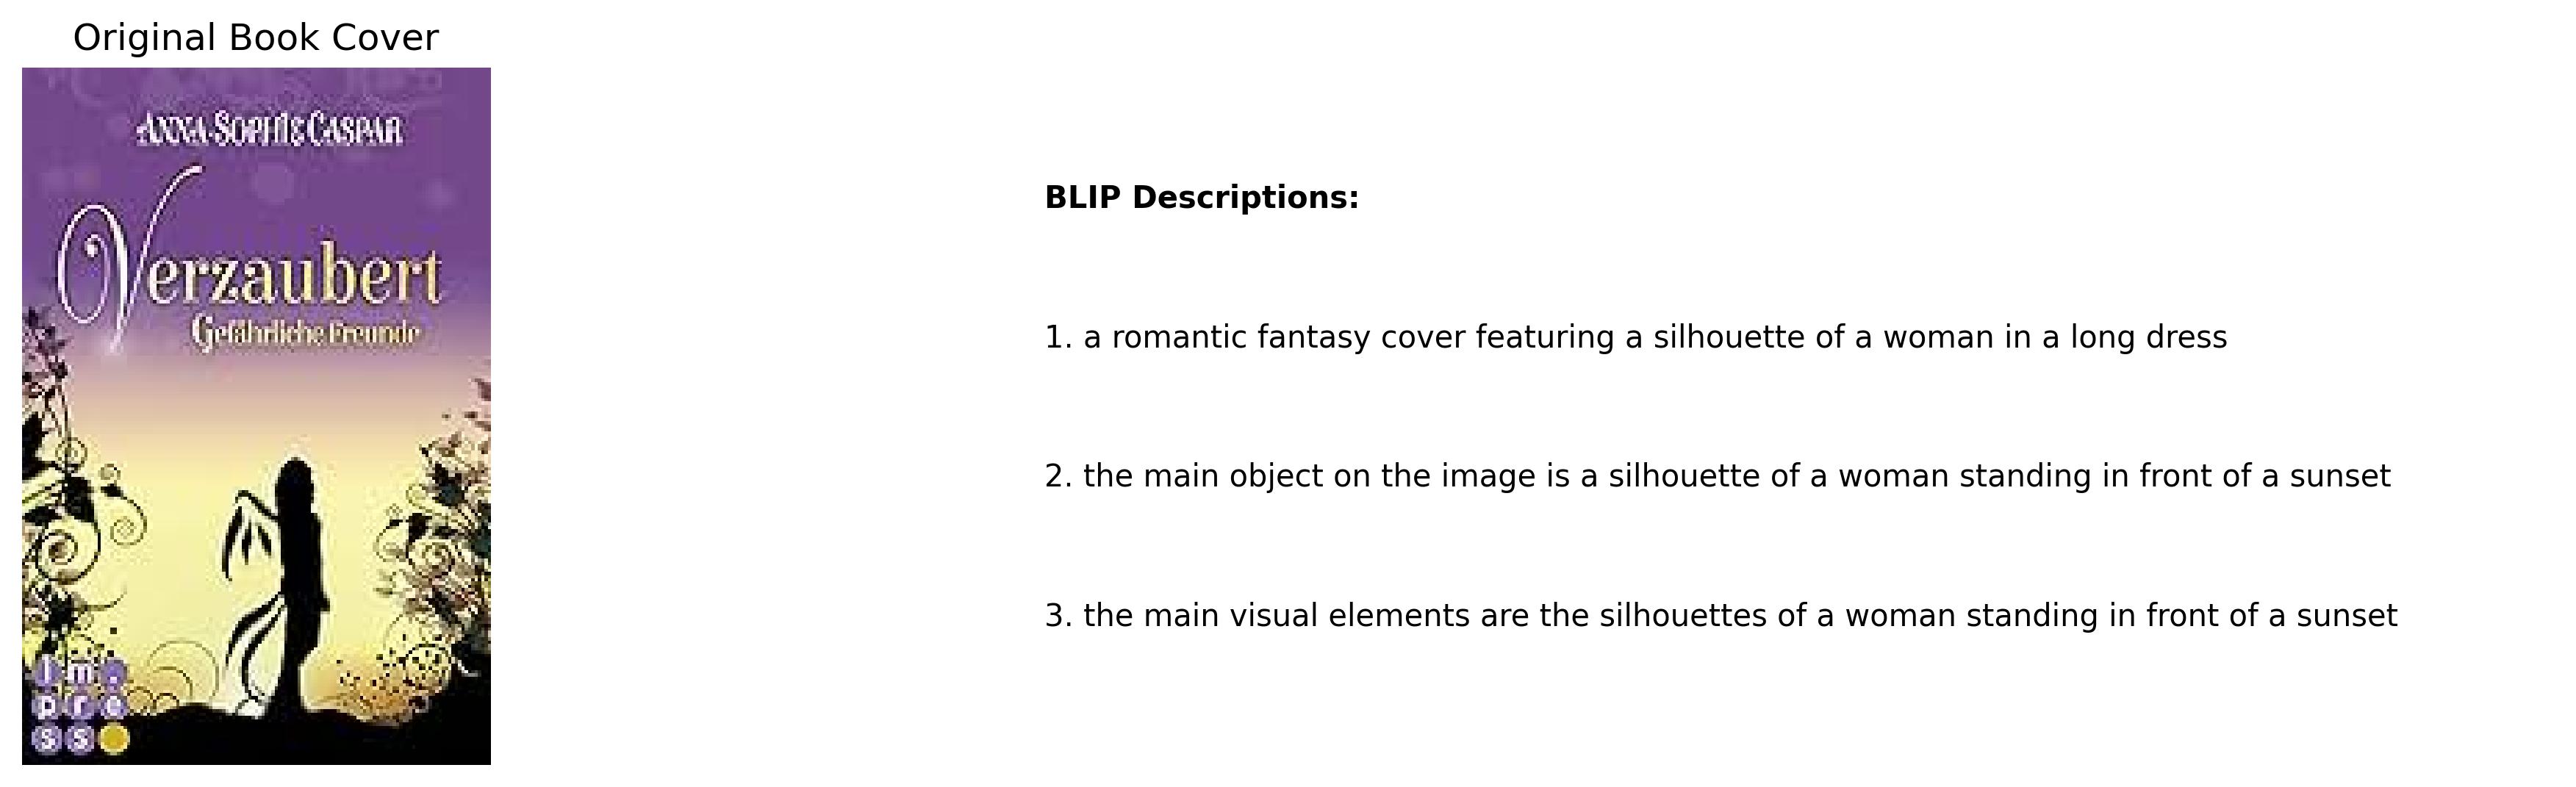 Original Book Cover
ANNA-SOPHIE CASPAR
Verzaubert
Gefährliche Freunde
im.
pre
ss
BLIP Descriptions:
1. a romantic fantasy cover featuring a silhouette of a woman in a long dress
2. the main object on the image is a silhouette of a woman standing in front of a sunset
3. the main visual elements are the silhouettes of a woman standing in front of a sunset